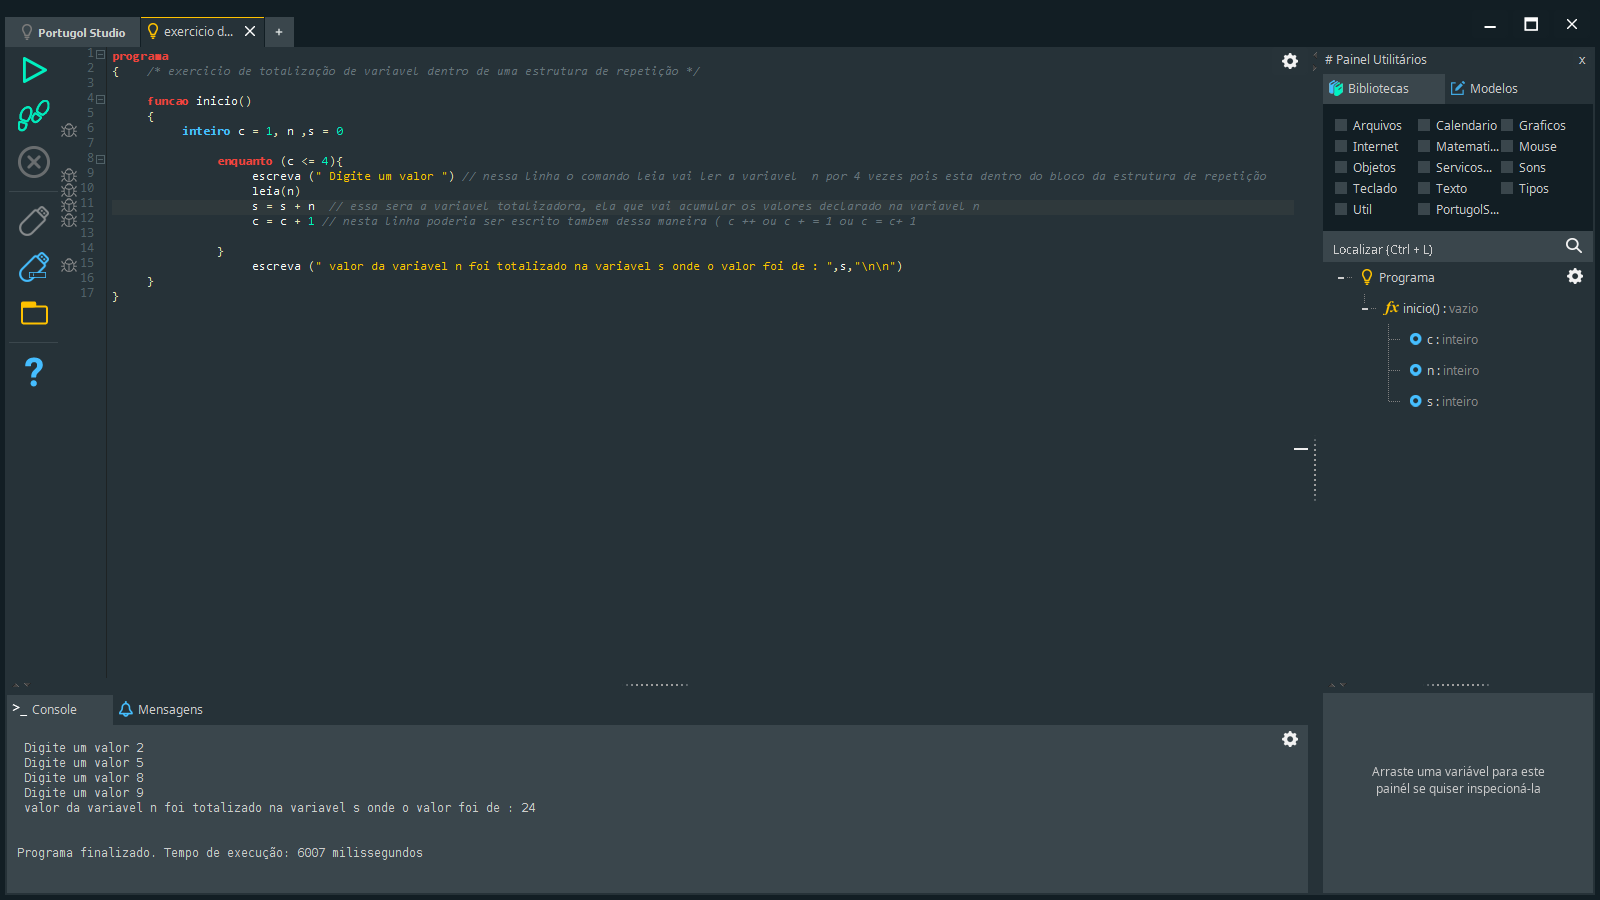 Portugol Studio
exercicio d...
+
1 programa
2 { /* exercicio de totalização de variavel dentro de uma estrutura de repetição */
3
4 funcao inicio()
5 {
6 inteiro c = 1, n ,s = 0
7
8 enquanto (c <= 4){
9 escreva (" Digite um valor ") // nessa linha o comando leia vai ler a variavel n por 4 vezes pois esta dentro do bloco da estrutura de repetição
10 leia(n)
11 s = s + n // essa sera a variavel totalizadora, ela que vai acumular os valores declarado na variavel n
12 c = c + 1 // nesta linha poderia ser escrito tambem dessa maneira ( c ++ ou c + = 1 ou c = c+ 1
13
14 }
15 escreva (" valor da variavel n foi totalizado na variavel s onde o valor foi de : ",s,"\n\n")
16 }
17 }
# Painel Utilitários x
Bibliotecas Modelos
Arquivos Calendario Graficos
Internet Matemati... Mouse
Objetos Servicos... Sons
Teclado Texto Tipos
Util PortugolS...
Localizar (Ctrl + L)
Programa
fx inicio() : vazio
c : inteiro
n : inteiro
s : inteiro
>_ Console Mensagens
Digite um valor 2
Digite um valor 5
Digite um valor 8
Digite um valor 9
valor da variavel n foi totalizado na variavel s onde o valor foi de : 24
Programa finalizado. Tempo de execução: 6007 milissegundos
Arraste uma variável para este
painél se quiser inspecioná-la